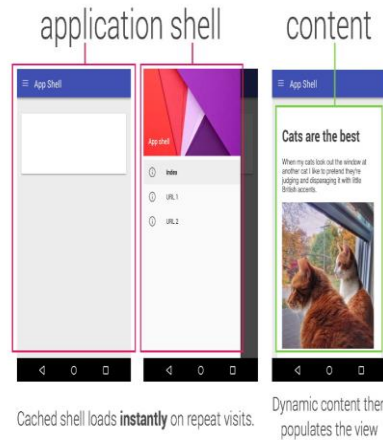 application shell
content
App Shell
App shell
Index
URL 1
URL 2
App Shell
Cats are the best
When my cats look out the window at
another cat I like to pretend they're
judging and disparaging it with little
British accents.
Cached shell loads instantly on repeat visits.
Dynamic content then
populates the view